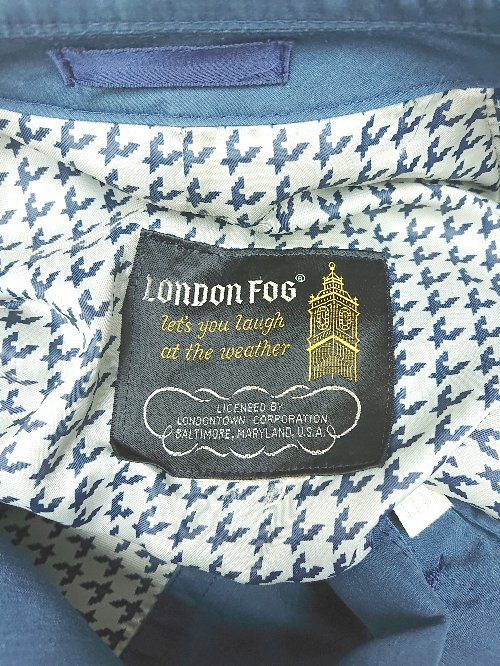 LONDON FOG®
let's you laugh
at the weather
LICENSED BY
LONDONTOWN CORPORATION
BALTIMORE, MARYLAND, U.S.A.